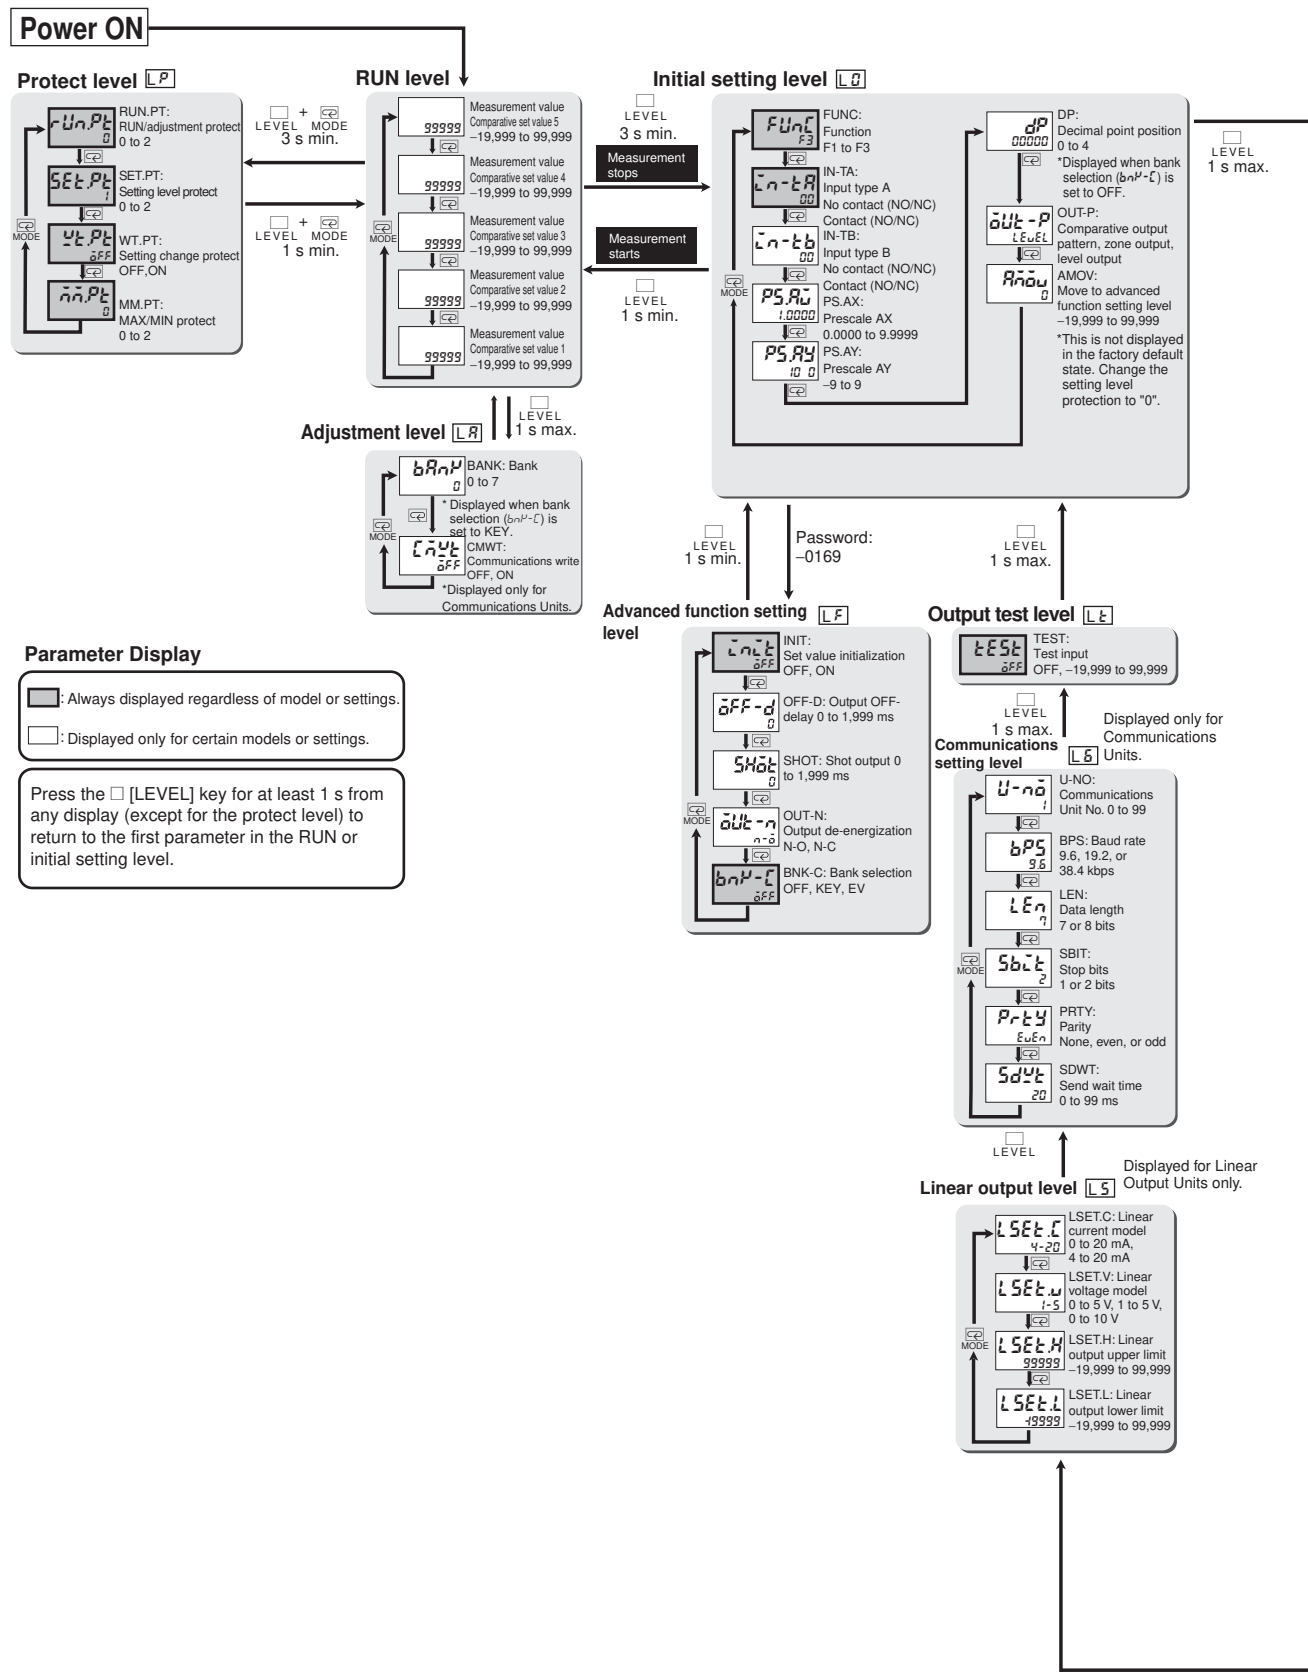 Power ON
Protect level LP
RUN.PT:
RUN/adjustment protect
0 to 2
SET.PT:
Setting level protect
0 to 2
WT.PT:
Setting change protect
OFF,ON
MM.PT:
MAX/MIN protect
0 to 2
MODE
LEVEL + MODE
3 s min.
LEVEL + MODE
1 s min.
RUN level
Measurement value
Comparative set value 5
–19,999 to 99,999
99999
Measurement value
Comparative set value 4
–19,999 to 99,999
99999
Measurement value
Comparative set value 3
–19,999 to 99,999
99999
Measurement value
Comparative set value 2
–19,999 to 99,999
99999
Measurement value
Comparative set value 1
–19,999 to 99,999
99999
MODE
LEVEL
3 s min.
Measurement
stops
Measurement
starts
LEVEL
1 s min.
Initial setting level L0
FUNC:
Function
F1 to F3
IN-TA:
Input type A
No contact (NO/NC)
Contact (NO/NC)
IN-TB:
Input type B
No contact (NO/NC)
Contact (NO/NC)
PS.AX:
Prescale AX
0.0000 to 9.9999
PS.AY:
Prescale AY
–9 to 9
MODE
DP:
Decimal point position
0 to 4
*Displayed when bank
selection (bnK-C) is
set to OFF.
OUT-P:
Comparative output
pattern, zone output,
level output
AMOV:
Move to advanced
function setting level
–19,999 to 99,999
*This is not displayed
in the factory default
state. Change the
setting level
protection to "0".
LEVEL
1 s max.
LEVEL
1 s max.
Adjustment level LA
BANK: Bank
0 to 7
* Displayed when bank
selection (bnK-C) is
set to KEY.
CMWT:
Communications write
OFF, ON
*Displayed only for
Communications Units.
MODE
LEVEL
1 s min.
Password:
–0169
LEVEL
1 s max.
Advanced function setting
level LF
INIT:
Set value initialization
OFF, ON
OFF-D: Output OFF-
delay 0 to 1,999 ms
SHOT: Shot output 0
to 1,999 ms
OUT-N:
Output de-energization
N-O, N-C
BNK-C: Bank selection
OFF, KEY, EV
MODE
Output test level Lt
TEST:
Test input
OFF, –19,999 to 99,999
LEVEL
1 s max.
Displayed only for
Communications
Units.
Communications
setting level L6
U-NO:
Communications
Unit No. 0 to 99
BPS: Baud rate
9.6, 19.2, or
38.4 kbps
LEN:
Data length
7 or 8 bits
SBIT:
Stop bits
1 or 2 bits
PRTY:
Parity
None, even, or odd
SDWT:
Send wait time
0 to 99 ms
MODE
LEVEL
Displayed for Linear
Output Units only.
Linear output level L5
LSET.C: Linear
current model
0 to 20 mA,
4 to 20 mA
LSET.V: Linear
voltage model
0 to 5 V, 1 to 5 V,
0 to 10 V
LSET.H: Linear
output upper limit
–19,999 to 99,999
LSET.L: Linear
output lower limit
–19,999 to 99,999
MODE
Parameter Display
: Always displayed regardless of model or settings.
: Displayed only for certain models or settings.
Press the □ [LEVEL] key for at least 1 s from
any display (except for the protect level) to
return to the first parameter in the RUN or
initial setting level.